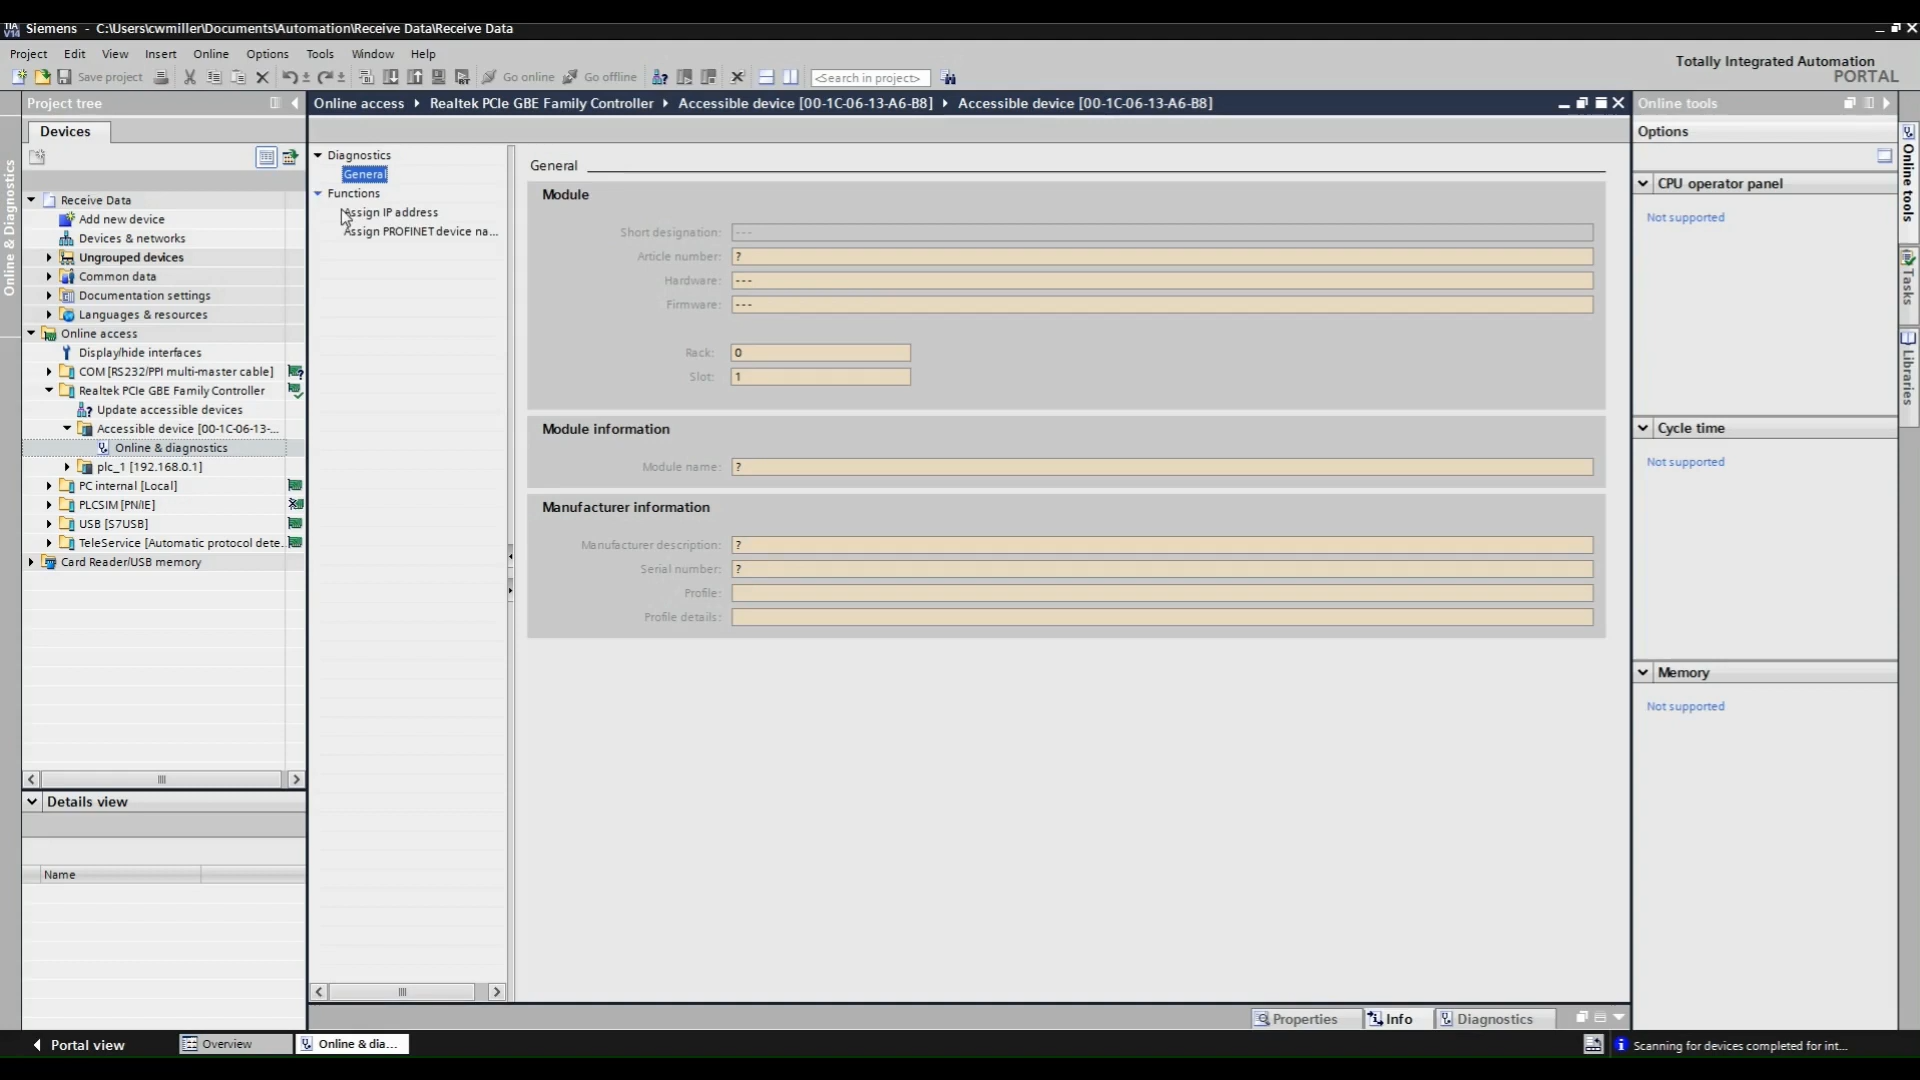 TIA V14 Siemens - C:\Users\cwmiller\Documents\Automation\Receive Data\Receive Data
Project Edit View Insert Online Options Tools Window Help
Totally Integrated Automation
PORTAL
Save project Go online Go offline <Search in project>
Project tree
Online access Realtek PCIe GBE Family Controller Accessible device [00-1C-06-13-A6-B8] Accessible device [00-1C-06-13-A6-B8]
Online tools
Devices
Options
Online & Diagnostics
Receive Data
Add new device
Devices & networks
Ungrouped devices
Common data
Documentation settings
Languages & resources
Online access
Display/hide interfaces
COM [RS232/PPI multi-master cable]
Realtek PCIe GBE Family Controller
Update accessible devices
Accessible device [00-1C-06-13-...
Online & diagnostics
plc_1 [192.168.0.1]
PC internal [Local]
PLCSIM [PN/IE]
USB [S7USB]
TeleService [Automatic protocol dete.
Card Reader/USB memory
Details view
Name
Diagnostics
General
Functions
Assign IP address
Assign PROFINET device na...
General
Module
Short designation: ---
Article number: ?
Hardware: ---
Firmware: ---
Rack: 0
Slot: 1
Module information
Module name: ?
Manufacturer information
Manufacturer description: ?
Serial number: ?
Profile:
Profile details:
CPU operator panel
Not supported
Cycle time
Not supported
Memory
Not supported
Online tools
Tasks
Libraries
Properties Info Diagnostics
Portal view Overview Online & dia... Scanning for devices completed for int...